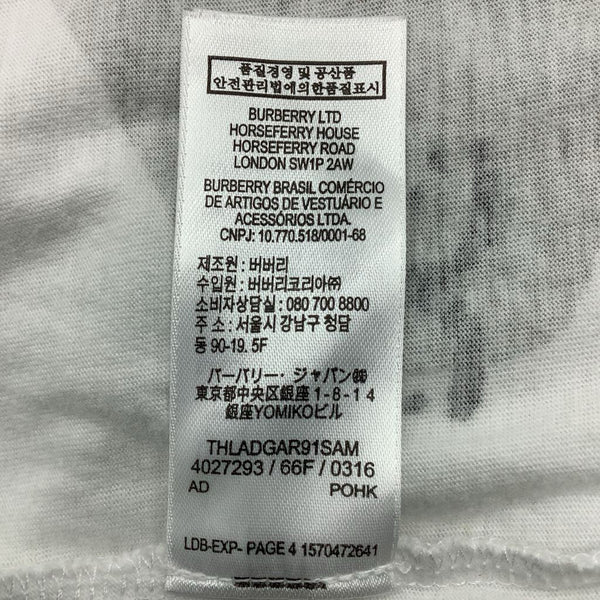 품질경영 및 공산품
안전관리법에의한품질표시
BURBERRY LTD
HORSEFERRY HOUSE
HORSEFERRY ROAD
LONDON SW1P 2AW
BURBERRY BRASIL COMÉRCIO
DE ARTIGOS DE VESTUÁRIO E
ACESSÓRIOS LTDA.
CNPJ: 10.770.518/0001-68
제조원 : 버버리
수입원 : 버버리코리아㈜
소비자상담실 : 080 700 8800
주 소 : 서울시 강남구 청담
동 90-19. 5F
バーバリー・ジャパン㈱
東京都中央区銀座 1 - 8 - 1 4
銀座YOMIKOビル
THLADGAR91SAM
4027293 / 66F / 0316
AD POHK
LDB-EXP- PAGE 4 1570472641